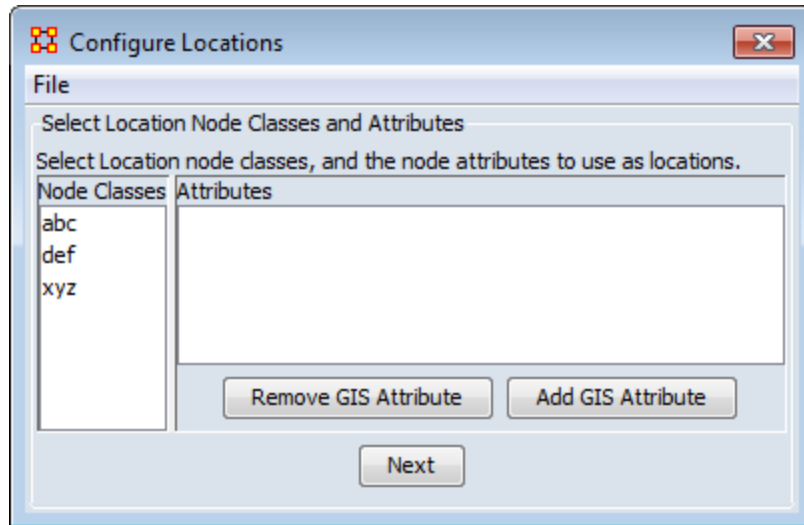 Configure Locations
File
Select Location Node Classes and Attributes
Select Location node classes, and the node attributes to use as locations.
Node Classes Attributes
abc
def
xyz
Remove GIS Attribute Add GIS Attribute
Next